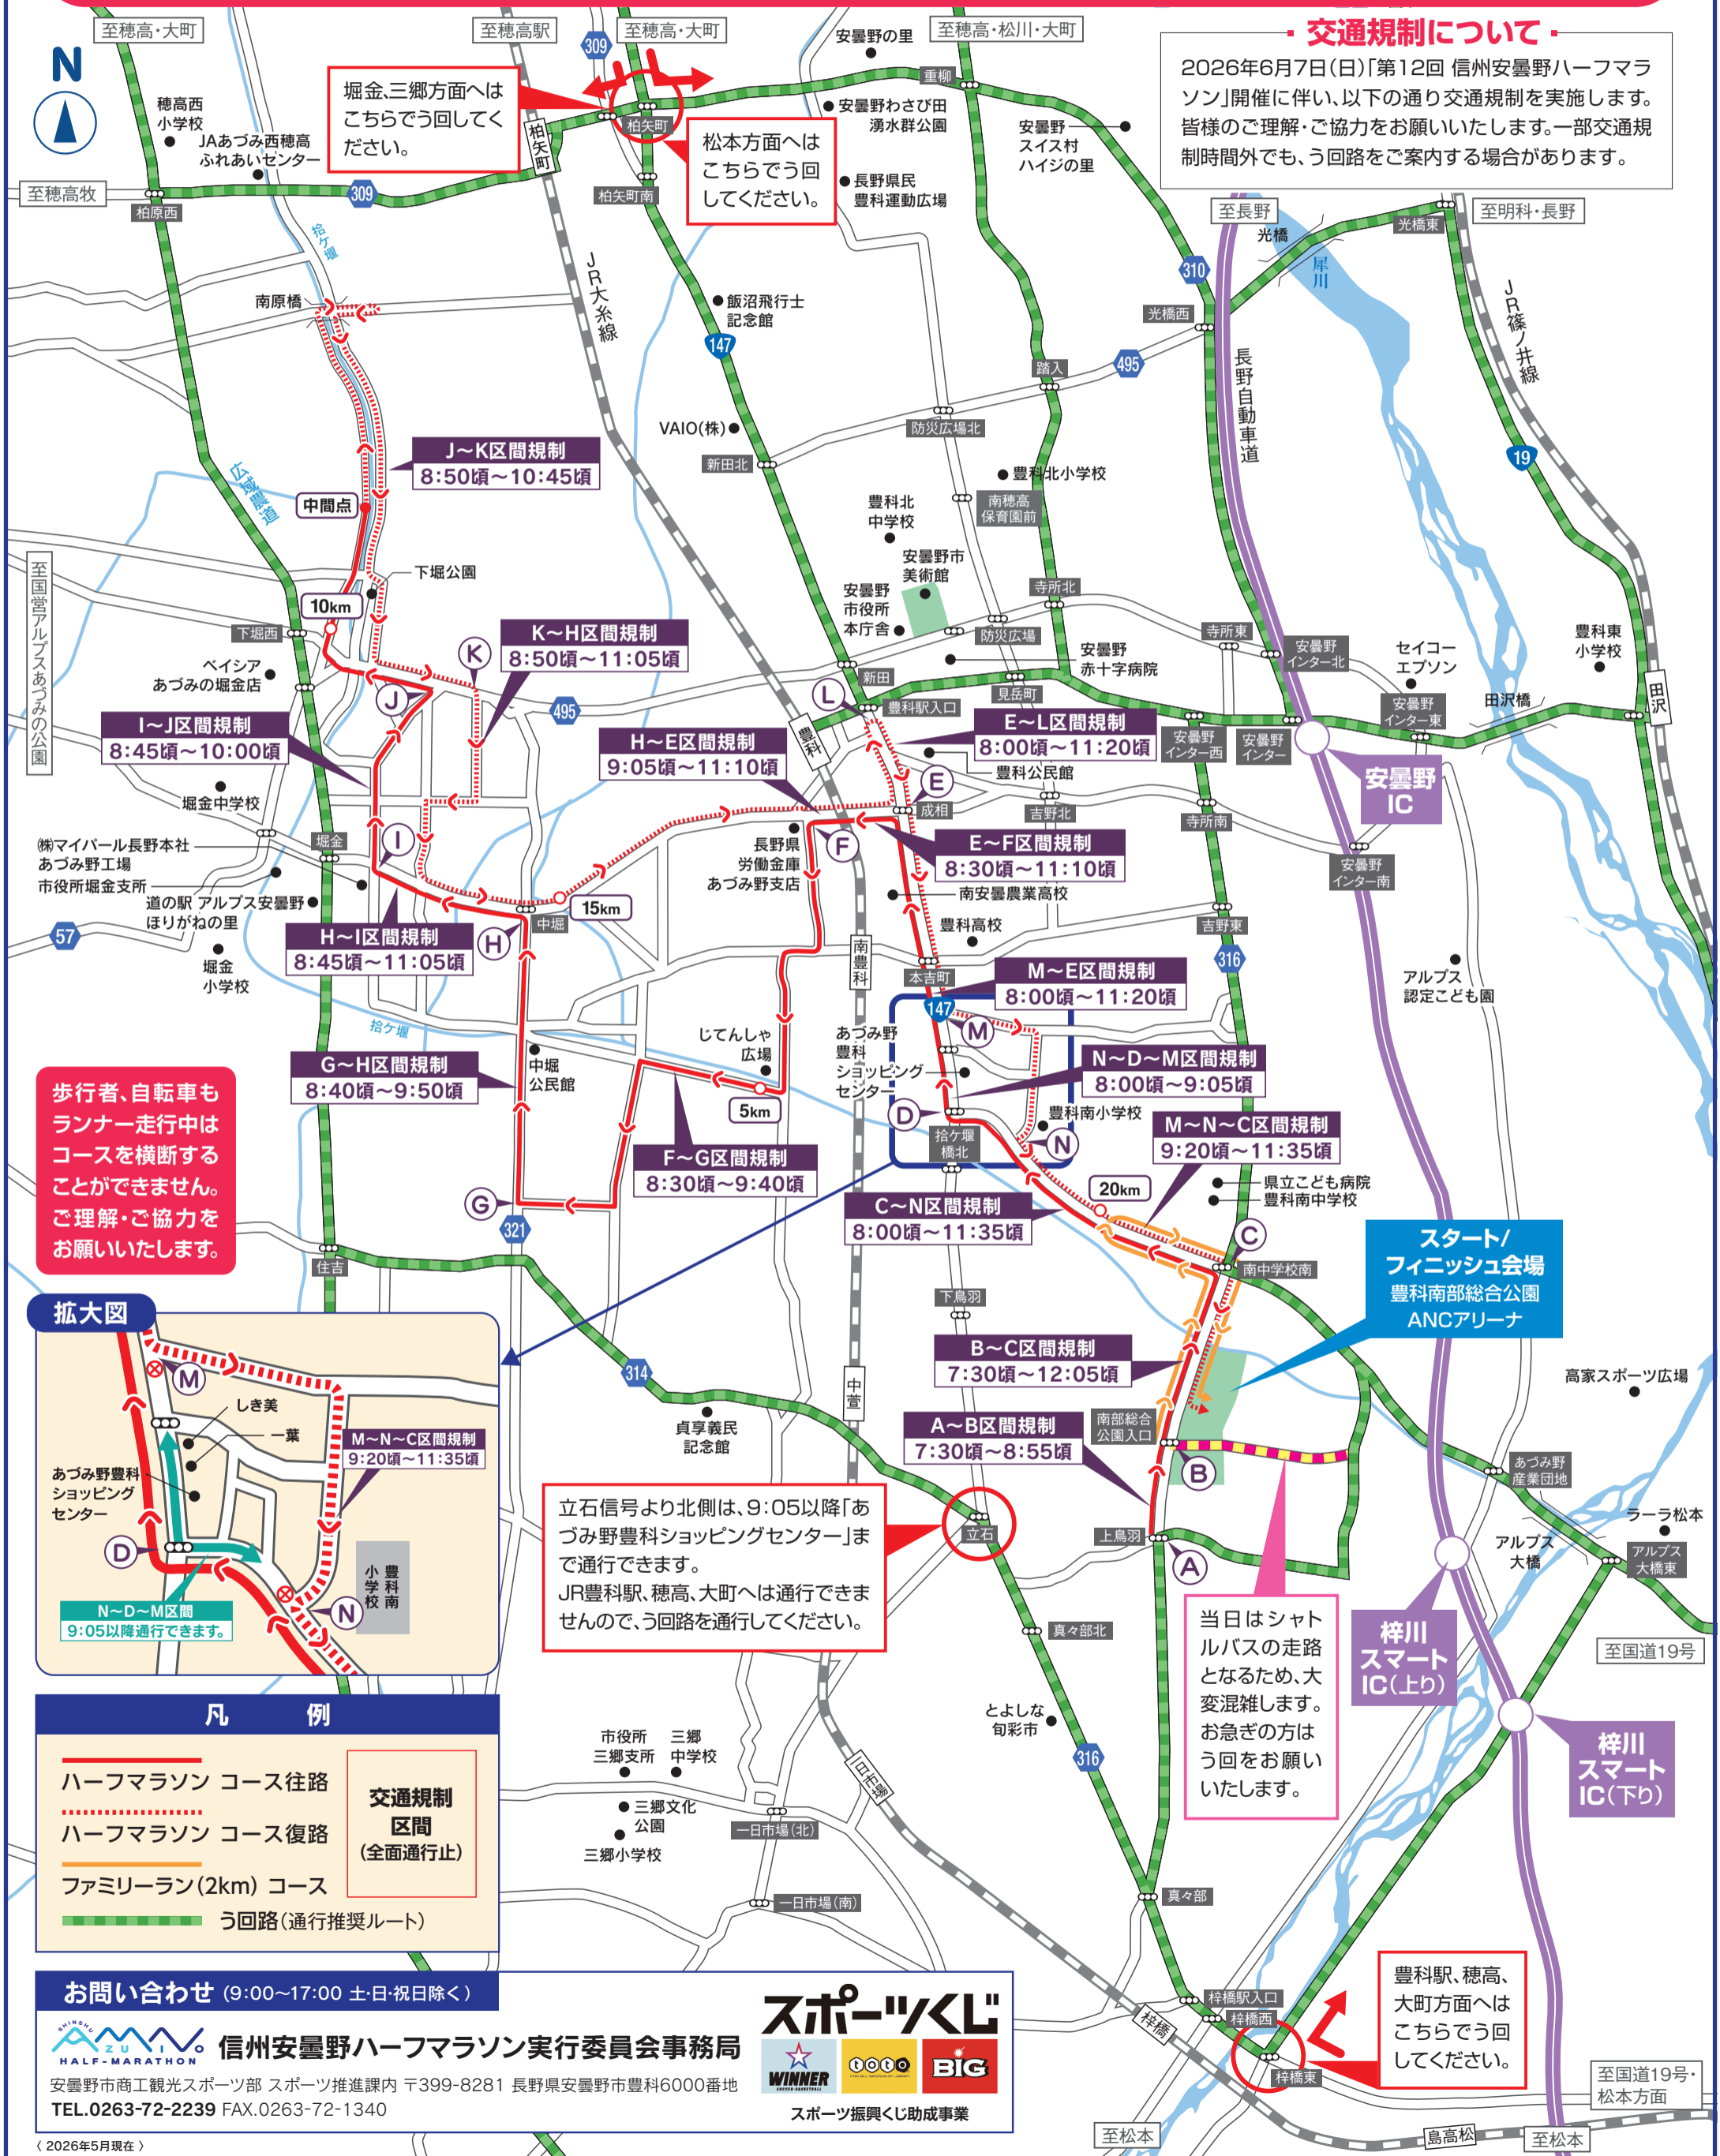 交通規制について
2026年6月7日(日)「第12回 信州安曇野ハーフマラ
ソン」開催に伴い、以下の通り交通規制を実施します。
皆様のご理解・ご協力をお願いいたします。一部交通規
制時間外でも、う回路をご案内する場合があります。
至穂高・大町
至穂高駅
309
至穂高・大町
至穂高・松川・大町
N
安曇野の里
重柳
堀金、三郷方面へは
こちらでう回してく
ださい。
柏矢町
柏矢町
安曇野わさび田
湧水群公園
安曇野
スイス村
ハイジの里
穂高西
小学校
JAあづみ西穂高
ふれあいセンター
松本方面へは
こちらでう回
してください。
長野県民
豊科運動広場
至穂高牧
柏原西
309
柏矢町南
至長野
至明科・長野
光橋
光橋東
犀川
拾ケ堰
JR大糸線
310
南原橋
飯沼飛行士
記念館
147
光橋西
JR篠ノ井線
495
踏入
長野自動車道
VAIO(株)
防災広場北
新田北
19
J〜K区間規制
8:50頃〜10:45頃
広域農道
中間点
豊科北小学校
南穂高
保育園前
豊科北
中学校
安曇野市
美術館
至国営アルプスあづみの公園
下堀公園
安曇野
市役所
本庁舎
寺所北
10km
下堀西
K〜H区間規制
8:50頃〜11:05頃
防災広場
安曇野
赤十字病院
寺所東
安曇野
インター北
セイコー
エプソン
豊科東
小学校
ベイシア
あづみの堀金店
K
J
新田
L
豊科駅入口
見岳町
安曇野
インター東
田沢橋
田沢
495
I〜J区間規制
8:45頃〜10:00頃
H〜E区間規制
9:05頃〜11:10頃
豊科
E〜L区間規制
8:00頃〜11:20頃
安曇野
インター西
安曇野
インター
安曇野
IC
豊科公民館
E
堀金中学校
成相
吉野北
寺所南
㈱マイパール長野本社
あづみ野工場
市役所堀金支所
堀金
I
長野県
労働金庫
あづみ野支店
F
E〜F区間規制
8:30頃〜11:10頃
安曇野
インター南
道の駅 アルプス安曇野
ほりがねの里
南安曇農業高校
15km
中堀
57
H〜I区間規制
8:45頃〜11:05頃
H
豊科高校
吉野東
316
堀金
小学校
南豊科
本吉町
M〜E区間規制
8:00頃〜11:20頃
アルプス
認定こども園
拾ケ堰
147
M
じてんしゃ
広場
あづみ野
豊科
ショッピング
センター
G〜H区間規制
8:40頃〜9:50頃
中堀
公民館
N〜D〜M区間規制
8:00頃〜9:05頃
歩行者、自転車も
ランナー走行中は
コースを横断する
ことができません。
ご理解・ご協力を
お願いいたします。
5km
D
豊科南小学校
拾ケ堰
橋北
N
M〜N〜C区間規制
9:20頃〜11:35頃
F〜G区間規制
8:30頃〜9:40頃
20km
県立こども病院
豊科南中学校
G
321
C〜N区間規制
8:00頃〜11:35頃
C
南中学校南
スタート/
フィニッシュ会場
豊科南部総合公園
ANCアリーナ
住吉
拡大図
下鳥羽
B〜C区間規制
7:30頃〜12:05頃
314
中萱
高家スポーツ広場
M
しき美
一葉
M〜N〜C区間規制
9:20頃〜11:35頃
貞享義民
記念館
A〜B区間規制
7:30頃〜8:55頃
南部総合
公園入口
B
あづみ野豊科
ショッピング
センター
あづみ野
産業団地
D
豊科南
小学校
N
N〜D〜M区間
9:05以降通行できます。
立石信号より北側は、9:05以降「あ
づみ野豊科ショッピングセンター」ま
で通行できます。
JR豊科駅、穂高、大町へは通行できま
せんので、う回路を通行してください。
立石
上鳥羽
A
ラーラ松本
アルプス
大橋
アルプス
大橋東
当日はシャト
ルバスの走路
となるため、大
変混雑します。
お急ぎの方は
う回をお願い
いたします。
真々部北
梓川
スマート
IC(上り)
至国道19号
凡 例
ハーフマラソン コース往路
ハーフマラソン コース復路
ファミリーラン(2km) コース
う回路(通行推奨ルート)
交通規制
区間
(全面通行止)
とよしな
旬彩市
316
梓川
スマート
IC(下り)
市役所
三郷支所
三郷
中学校
一日市場
三郷文化
公園
三郷小学校
一日市場(北)
一日市場(南)
真々部
お問い合わせ (9:00〜17:00 土・日・祝日除く)
SHINSHU
AZUMINO
HALF-MARATHON
信州安曇野ハーフマラソン実行委員会事務局
安曇野市商工観光スポーツ部 スポーツ推進課内 〒399-8281 長野県安曇野市豊科6000番地
TEL.0263-72-2239 FAX.0263-72-1340
スポーツくじ
WINNER
toto
BIG
スポーツ振興くじ助成事業
梓橋駅入口
梓橋西
梓橋
梓橋東
豊科駅、穂高、
大町方面へは
こちらでう回
してください。
至国道19号・
松本方面
至松本
島高松
至松本
〈 2026年5月現在 〉